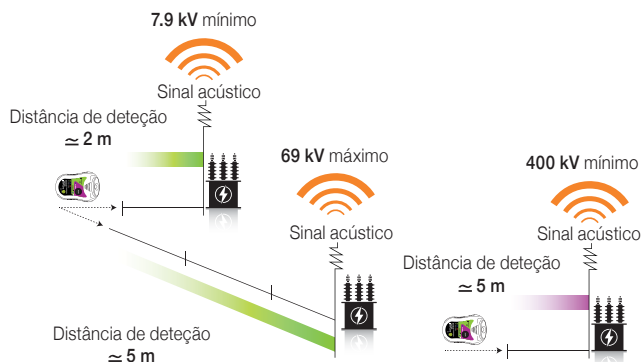 7.9 kV mínimo
Sinal acústico
Distância de deteção
≃ 2 m
69 kV máximo
Sinal acústico
Distância de deteção
≃ 5 m
400 kV mínimo
Sinal acústico
Distância de deteção
≃ 5 m